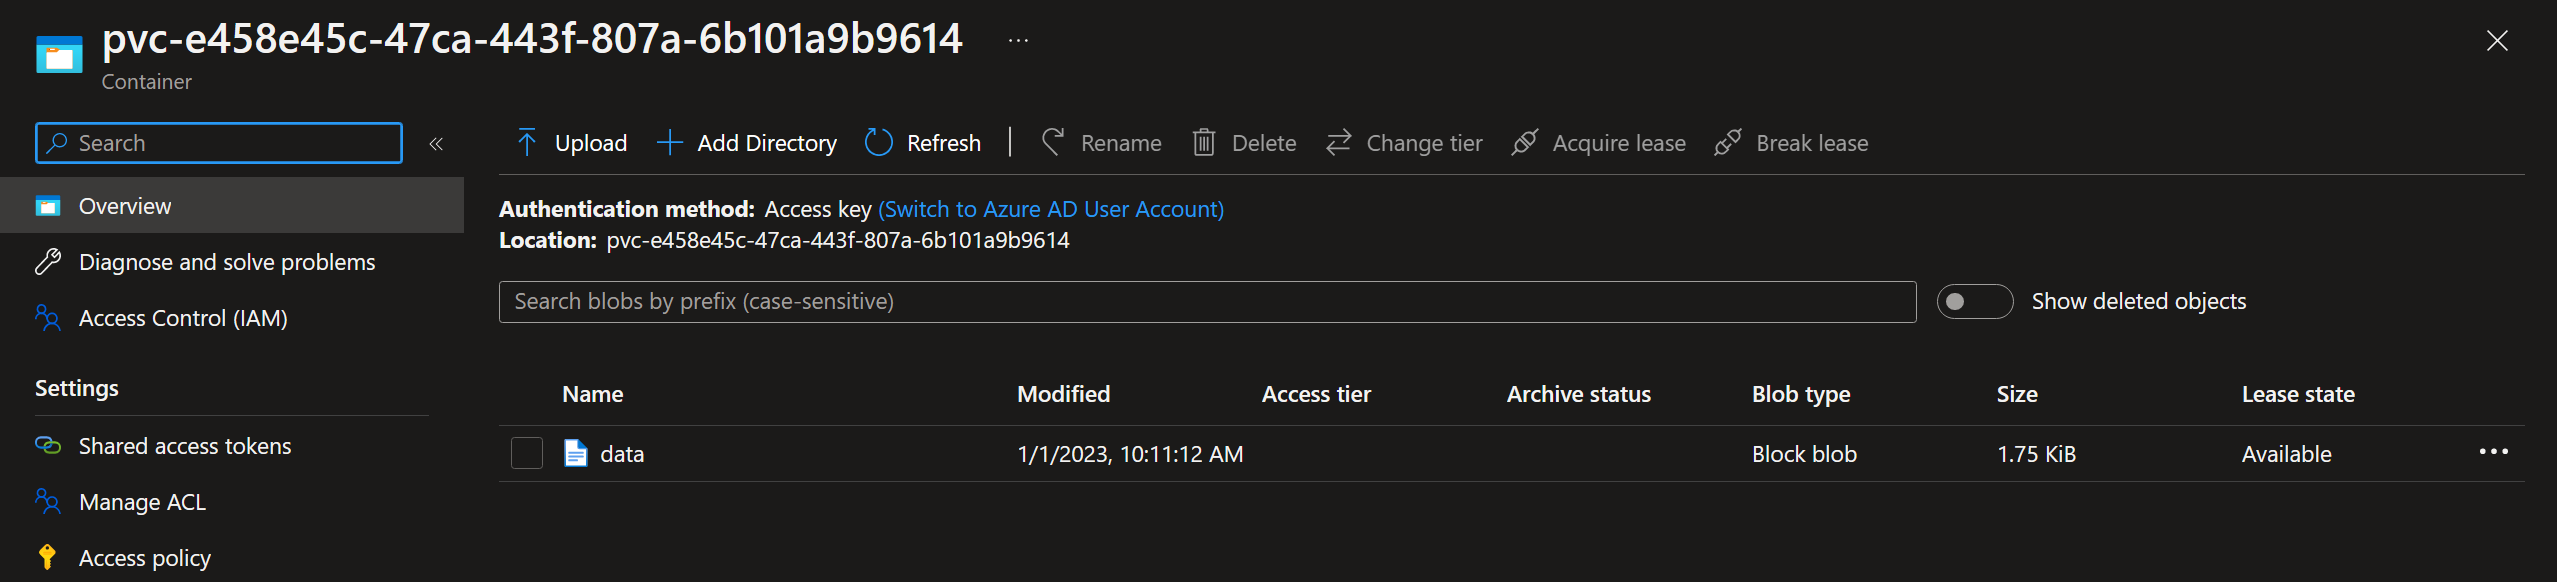 pvc-e458e45c-47ca-443f-807a-6b101a9b9614 ...
Container
Search «
Overview
Diagnose and solve problems
Access Control (IAM)
Settings
Shared access tokens
Manage ACL
Access policy
Upload Add Directory Refresh | Rename Delete Change tier Acquire lease Break lease
Authentication method: Access key (Switch to Azure AD User Account)
Location: pvc-e458e45c-47ca-443f-807a-6b101a9b9614
Search blobs by prefix (case-sensitive) Show deleted objects
Name Modified Access tier Archive status Blob type Size Lease state
data 1/1/2023, 10:11:12 AM Block blob 1.75 KiB Available ...